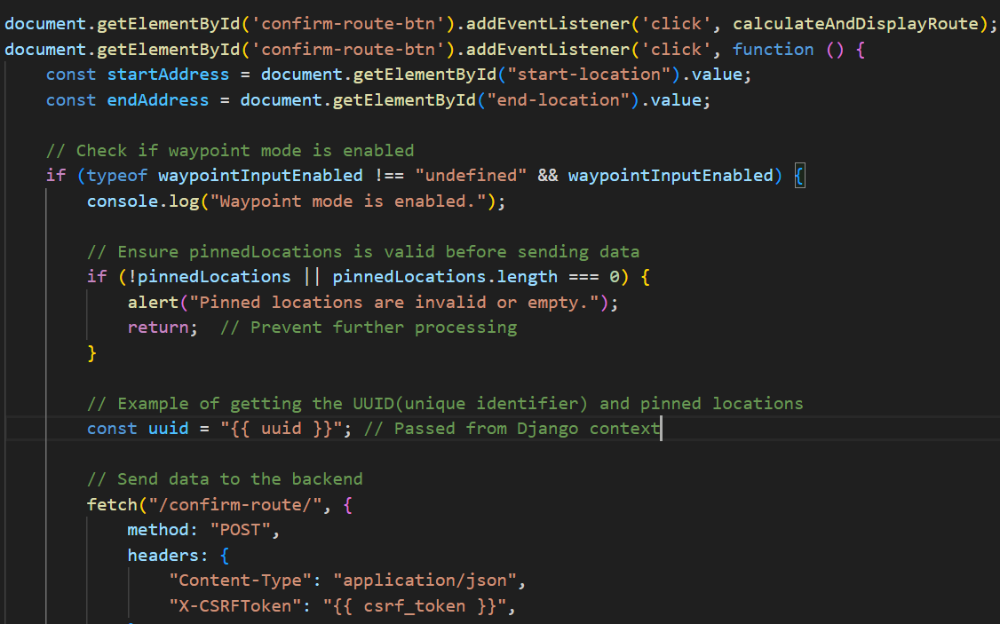 document.getElementById('confirm-route-btn').addEventListener('click', calculateAndDisplayRoute);
document.getElementById('confirm-route-btn').addEventListener('click', function () {
    const startAddress = document.getElementById("start-location").value;
    const endAddress = document.getElementById("end-location").value;

    // Check if waypoint mode is enabled
    if (typeof waypointInputEnabled !== "undefined" && waypointInputEnabled) {
        console.log("Waypoint mode is enabled.");

        // Ensure pinnedLocations is valid before sending data
        if (!pinnedLocations || pinnedLocations.length === 0) {
            alert("Pinned locations are invalid or empty.");
            return;  // Prevent further processing
        }

        // Example of getting the UUID(unique identifier) and pinned locations
        const uuid = "{{ uuid }}"; // Passed from Django context

        // Send data to the backend
        fetch("/confirm-route/", {
            method: "POST",
            headers: {
                "Content-Type": "application/json",
                "X-CSRFToken": "{{ csrf_token }}",